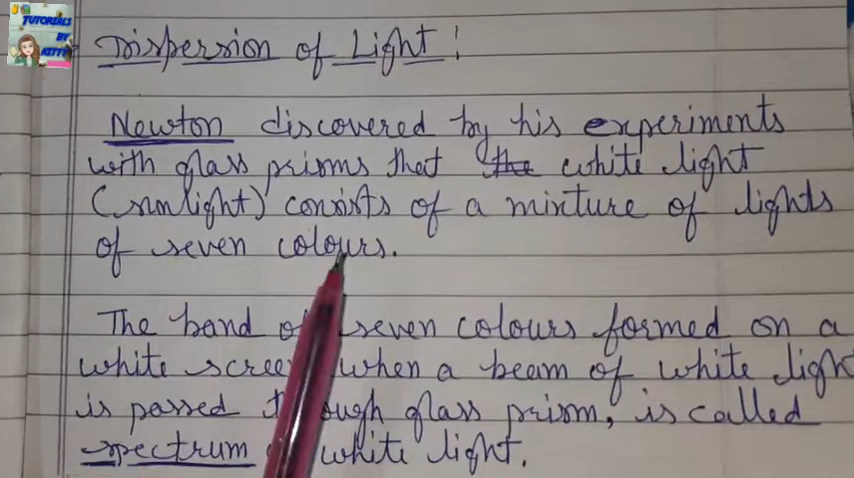 TUTORIALS
BY
KETTY
Dispersion of Light!
Newton discovered by his experiments
with glass prisms that the white light
(sunlight) consists of a mixture of lights
of seven colours.
The band of seven colours formed on a
white screen when a beam of white light
is passed through glass prism, is called
spectrum white light.